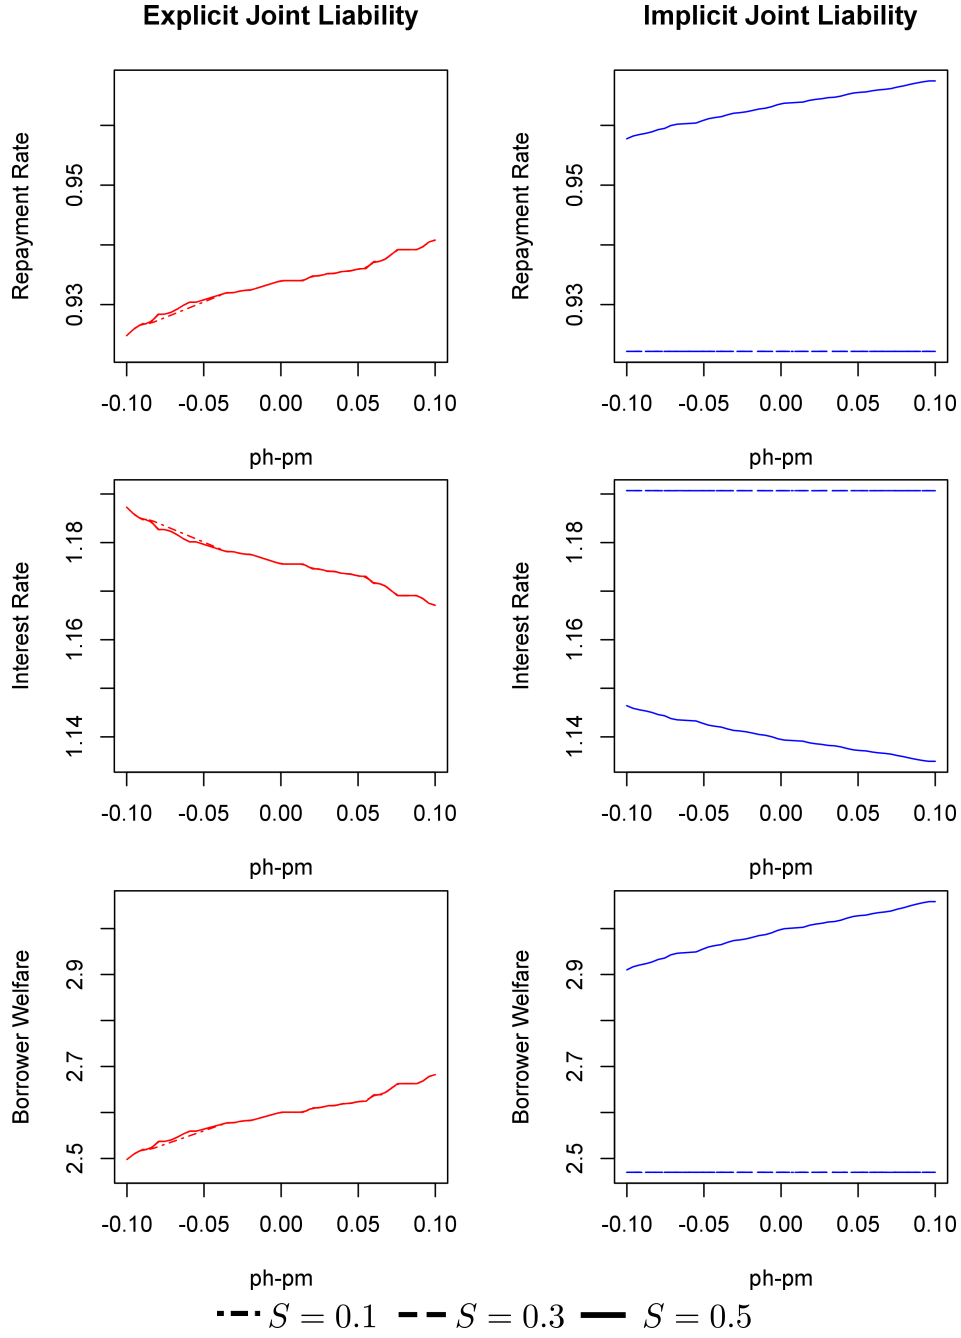 Explicit Joint Liability
Implicit Joint Liability
Repayment Rate
0.93
0.95
-0.10 -0.05 0.00 0.05 0.10
ph-pm
Repayment Rate
0.93
0.95
-0.10 -0.05 0.00 0.05 0.10
ph-pm
Interest Rate
1.14
1.16
1.18
-0.10 -0.05 0.00 0.05 0.10
ph-pm
Interest Rate
1.14
1.16
1.18
-0.10 -0.05 0.00 0.05 0.10
ph-pm
Borrower Welfare
2.5
2.7
2.9
-0.10 -0.05 0.00 0.05 0.10
ph-pm
Borrower Welfare
2.5
2.7
2.9
-0.10 -0.05 0.00 0.05 0.10
ph-pm
S = 0.1 S = 0.3 S = 0.5